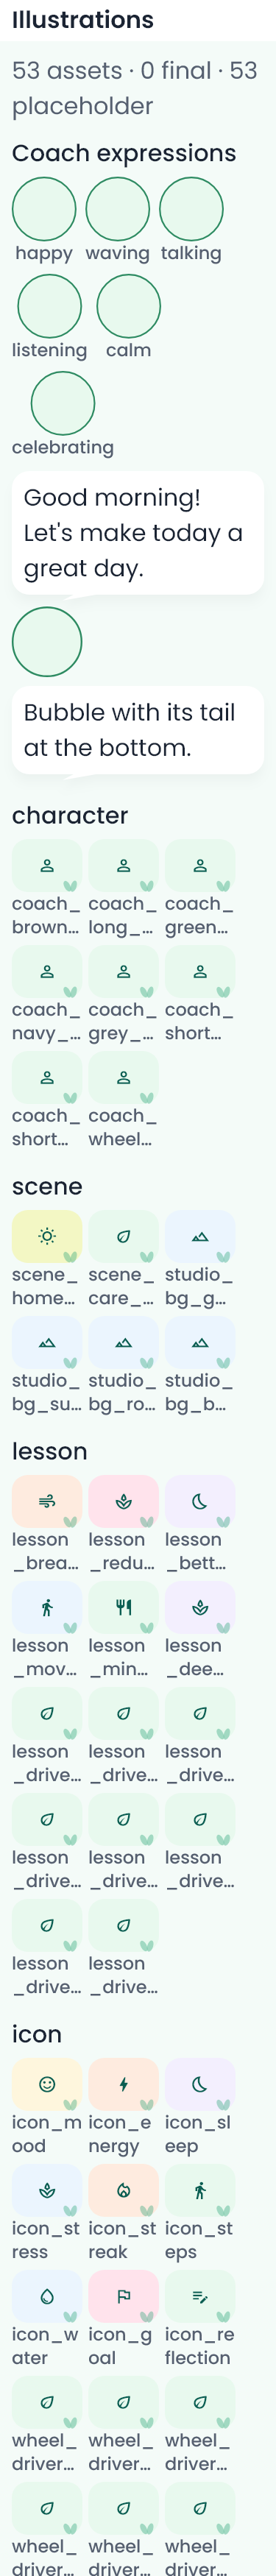 Illustrations
53 assets · 0 final · 53
placeholder
Coach expressions
happy waving talking
listening calm
celebrating
Good morning!
Let's make today a
great day.
Bubble with its tail
at the bottom.
character
coach_ coach_ coach_
brown... long_... green...
coach_ coach_ coach_
navy_... grey_... short...
coach_ coach_
short... wheel...
scene
scene_ scene_ studio_
home... care_... bg_g...
studio_ studio_ studio_
bg_su... bg_ro... bg_b...
lesson
lesson lesson lesson
_brea... _redu... _bett...
lesson lesson lesson
_mov... _min... _dee...
lesson lesson lesson
_drive... _drive... _drive...
lesson lesson lesson
_drive... _drive... _drive...
lesson lesson
_drive... _drive...
icon
icon_m icon_e icon_sl
ood nergy eep
icon_st icon_st icon_st
ress reak eps
icon_w icon_g icon_re
ater oal flection
wheel_ wheel_ wheel_
driver... driver... driver...
wheel_ wheel_ wheel_
driver... driver... driver...